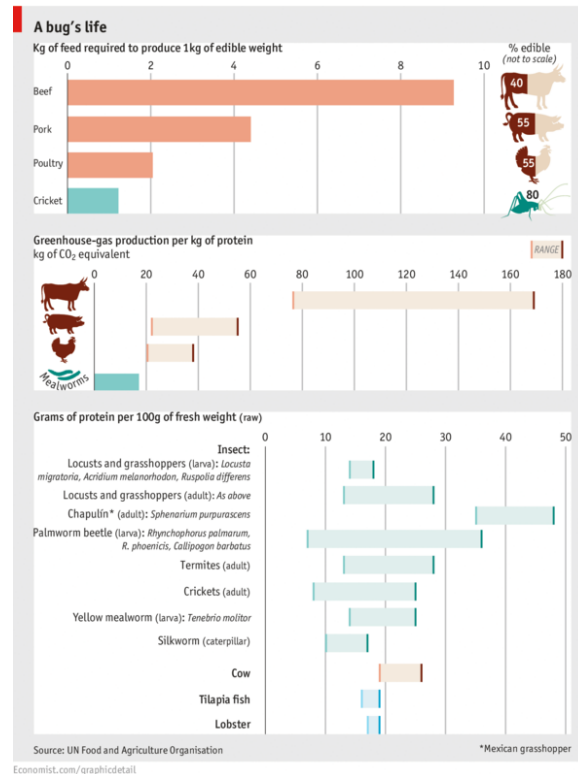 A bug's life
Kg of feed required to produce 1kg of edible weight
% edible
(not to scale)
0 2 4 6 8 10
Beef
40
Pork
55
Poultry
55
Cricket
80
Greenhouse-gas production per kg of protein
kg of CO₂ equivalent
RANGE
0 20 40 60 80 100 120 140 160 180
Mealworms
Grams of protein per 100g of fresh weight (raw)
0 10 20 30 40 50
Insect:
Locusts and grasshoppers (larva): Locusta
migratoria, Acridium melanorhodon, Ruspolia differens
Locusts and grasshoppers (adult): As above
Chapulín* (adult): Sphenarium purpurascens
Palmworm beetle (larva): Rhynchophorus palmarum,
R. phoenicis, Callipogon barbatus
Termites (adult)
Crickets (adult)
Yellow mealworm (larva): Tenebrio molitor
Silkworm (caterpillar)
Cow
Tilapia fish
Lobster
Source: UN Food and Agriculture Organisation
*Mexican grasshopper
Economist.com/graphicdetail